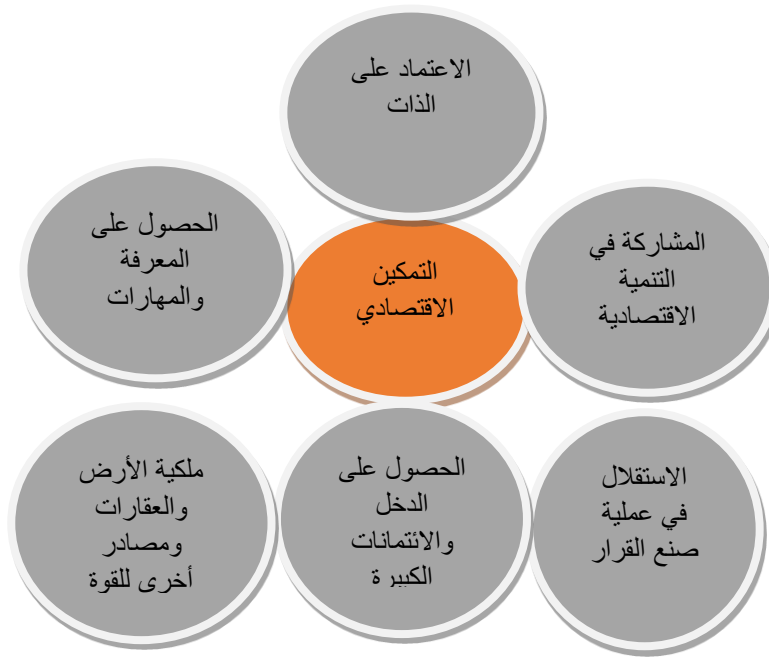 الاعتماد على
الذات
الحصول على
المعرفة
والمهارات
التمكين
الاقتصادي
المشاركة في
التنمية
الاقتصادية
ملكية الأرض
والعقارات
ومصادر
أخرى للقوة
الحصول على
الدخل
والائتمانات
الكبيرة
الاستقلال
في عملية
صنع القرار